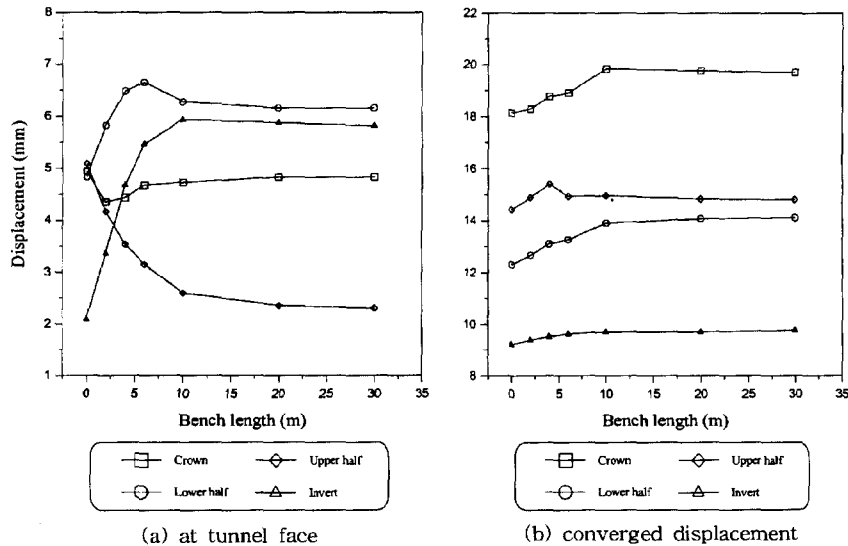 8
7
6
5
4
3
2
1
Displacement (mm)
0 5 10 15 20 25 30 35
Bench length (m)
Crown
Upper half
Lower half
Invert
(a) at tunnel face
22
20
18
16
14
12
10
8
0 5 10 15 20 25 30 35
Bench length (m)
Crown
Upper half
Lower half
Invert
(b) converged displacement